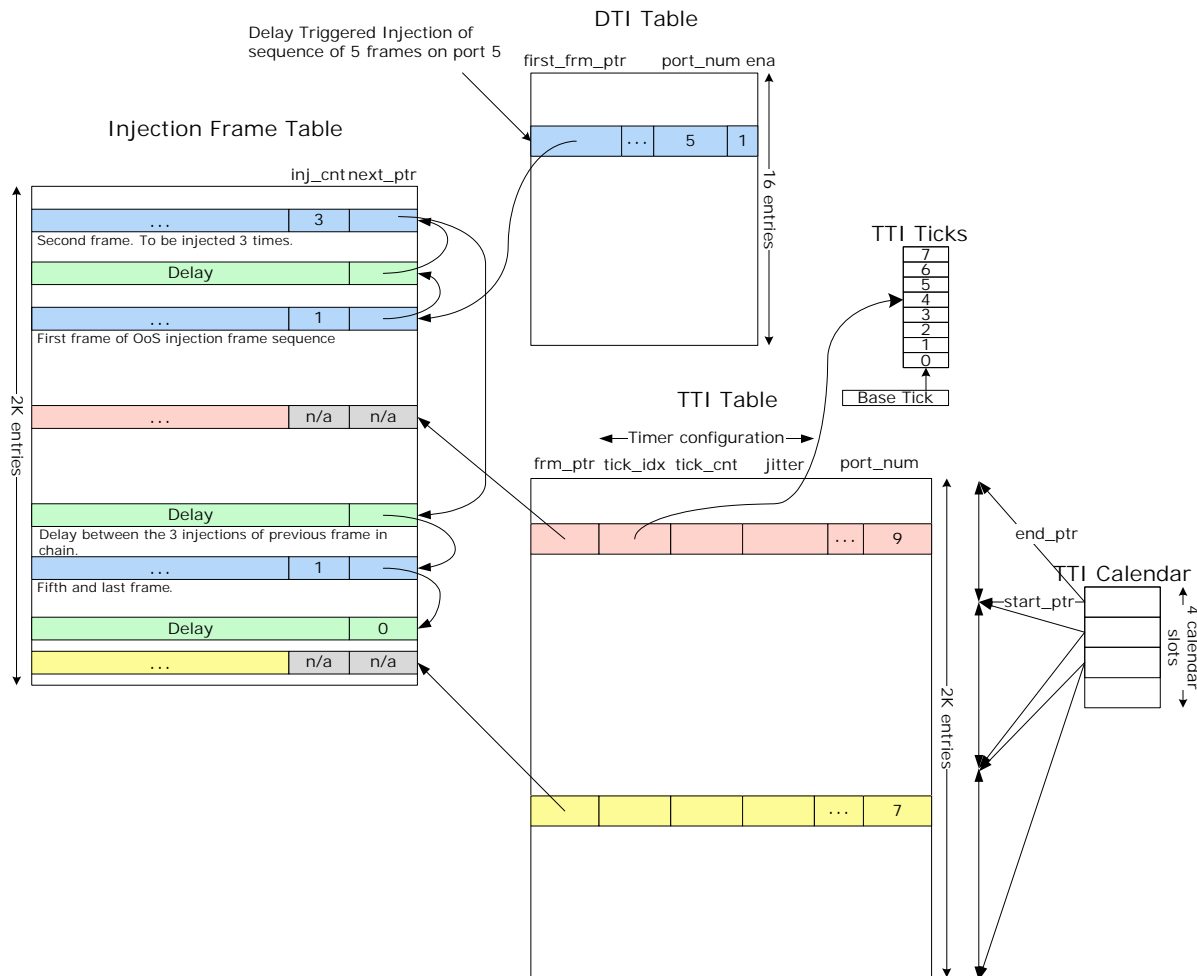 DTI Table
Delay Triggered Injection of
sequence of 5 frames on port 5
first_frm_ptr port_num ena
... 5 1
16 entries
Injection Frame Table
inj_cnt next_ptr
... 3
Second frame. To be injected 3 times.
Delay
... 1
First frame of OoS injection frame sequence
... n/a n/a
Delay
Delay between the 3 injections of previous frame in
chain.
... 1
Fifth and last frame.
Delay 0
... n/a n/a
2K entries
TTI Ticks
7
6
5
4
3
2
1
0
Base Tick
TTI Table
Timer configuration
frm_ptr tick_idx tick_cnt jitter port_num
... 9
... 7
2K entries
end_ptr
start_ptr
TTI Calendar
4 calendar
slots